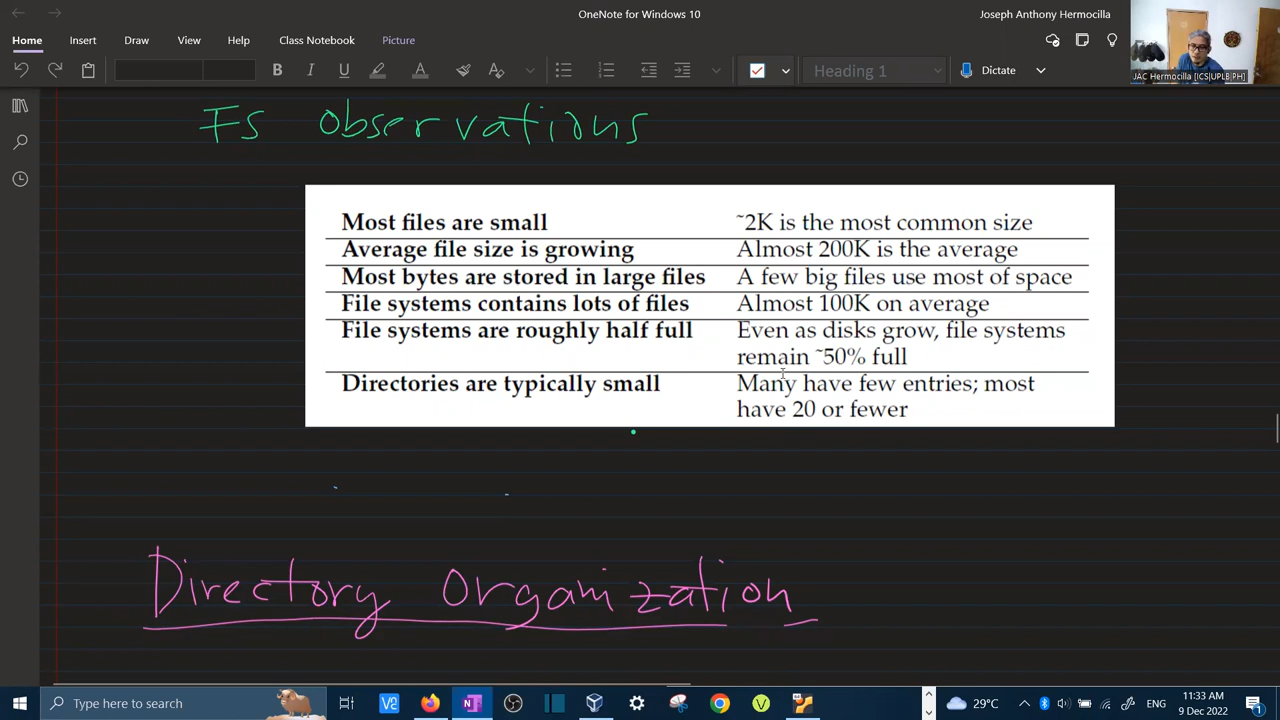 OneNote for Windows 10
Joseph Anthony Hermocilla
Home Insert Draw View Help Class Notebook Picture
Heading 1
Dictate
JAC Hermocilla [ICS|UPLB PH]
FS Observations
Most files are small ~2K is the most common size
Average file size is growing Almost 200K is the average
Most bytes are stored in large files A few big files use most of space
File systems contains lots of files Almost 100K on average
File systems are roughly half full Even as disks grow, file systems
remain ~50% full
Directories are typically small Many have few entries; most
have 20 or fewer
Directory Organization
Type here to search
29°C
ENG
11:33 AM
9 Dec 2022